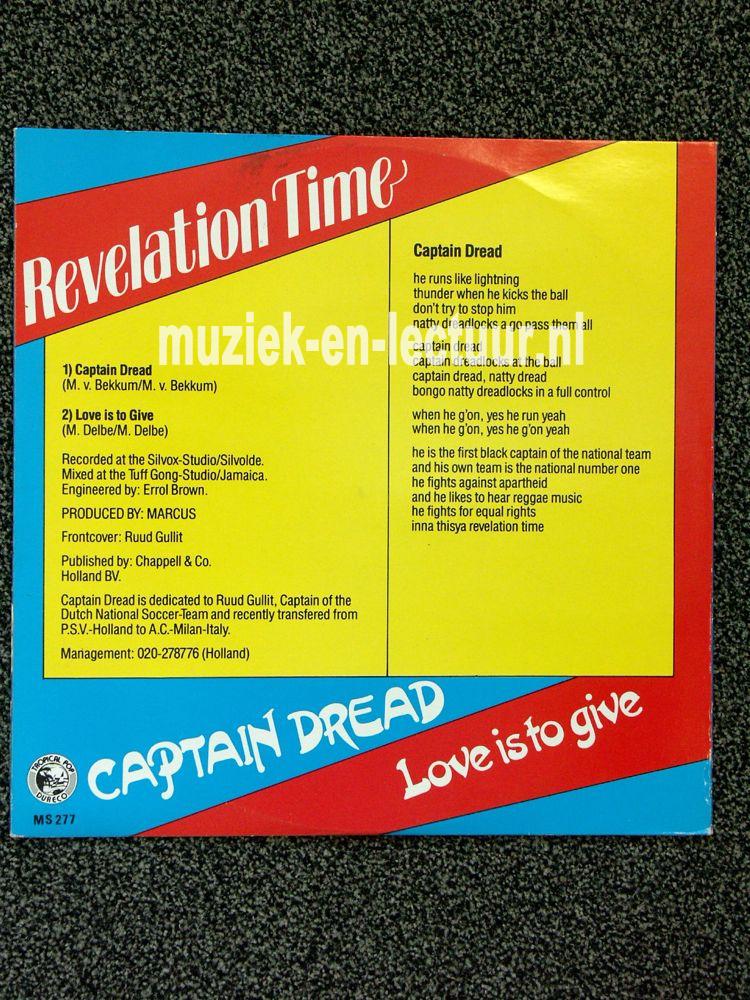 Revelation Time
muziek-en-lectuur.nl
1) Captain Dread
(M. v. Bekkum/M. v. Bekkum)
2) Love is to Give
(M. Delbe/M. Delbe)
Recorded at the Silvox-Studio/Silvolde.
Mixed at the Tuff Gong-Studio/Jamaica.
Engineered by: Errol Brown.
PRODUCED BY: MARCUS
Frontcover: Ruud Gullit
Published by: Chappell & Co.
Holland BV.
Captain Dread is dedicated to Ruud Gullit, Captain of the
Dutch National Soccer-Team and recently transfered from
P.S.V.-Holland to A.C.-Milan-Italy.
Management: 020-278776 (Holland)
Captain Dread
he runs like lightning
thunder when he kicks the ball
don't try to stop him
natty dreadlocks a go pass them all
captain dread
captain dreadlocks at the ball
captain dread, natty dread
bongo natty dreadlocks in a full control
when he g'on, yes he run yeah
when he g'on, yes he g'on yeah
he is the first black captain of the national team
and his own team is the national number one
he fights against apartheid
and he likes to hear reggae music
he fights for equal rights
inna thisya revelation time
CAPTAIN DREAD
Love is to give
TROPICAL POP
DURECO
MS 277